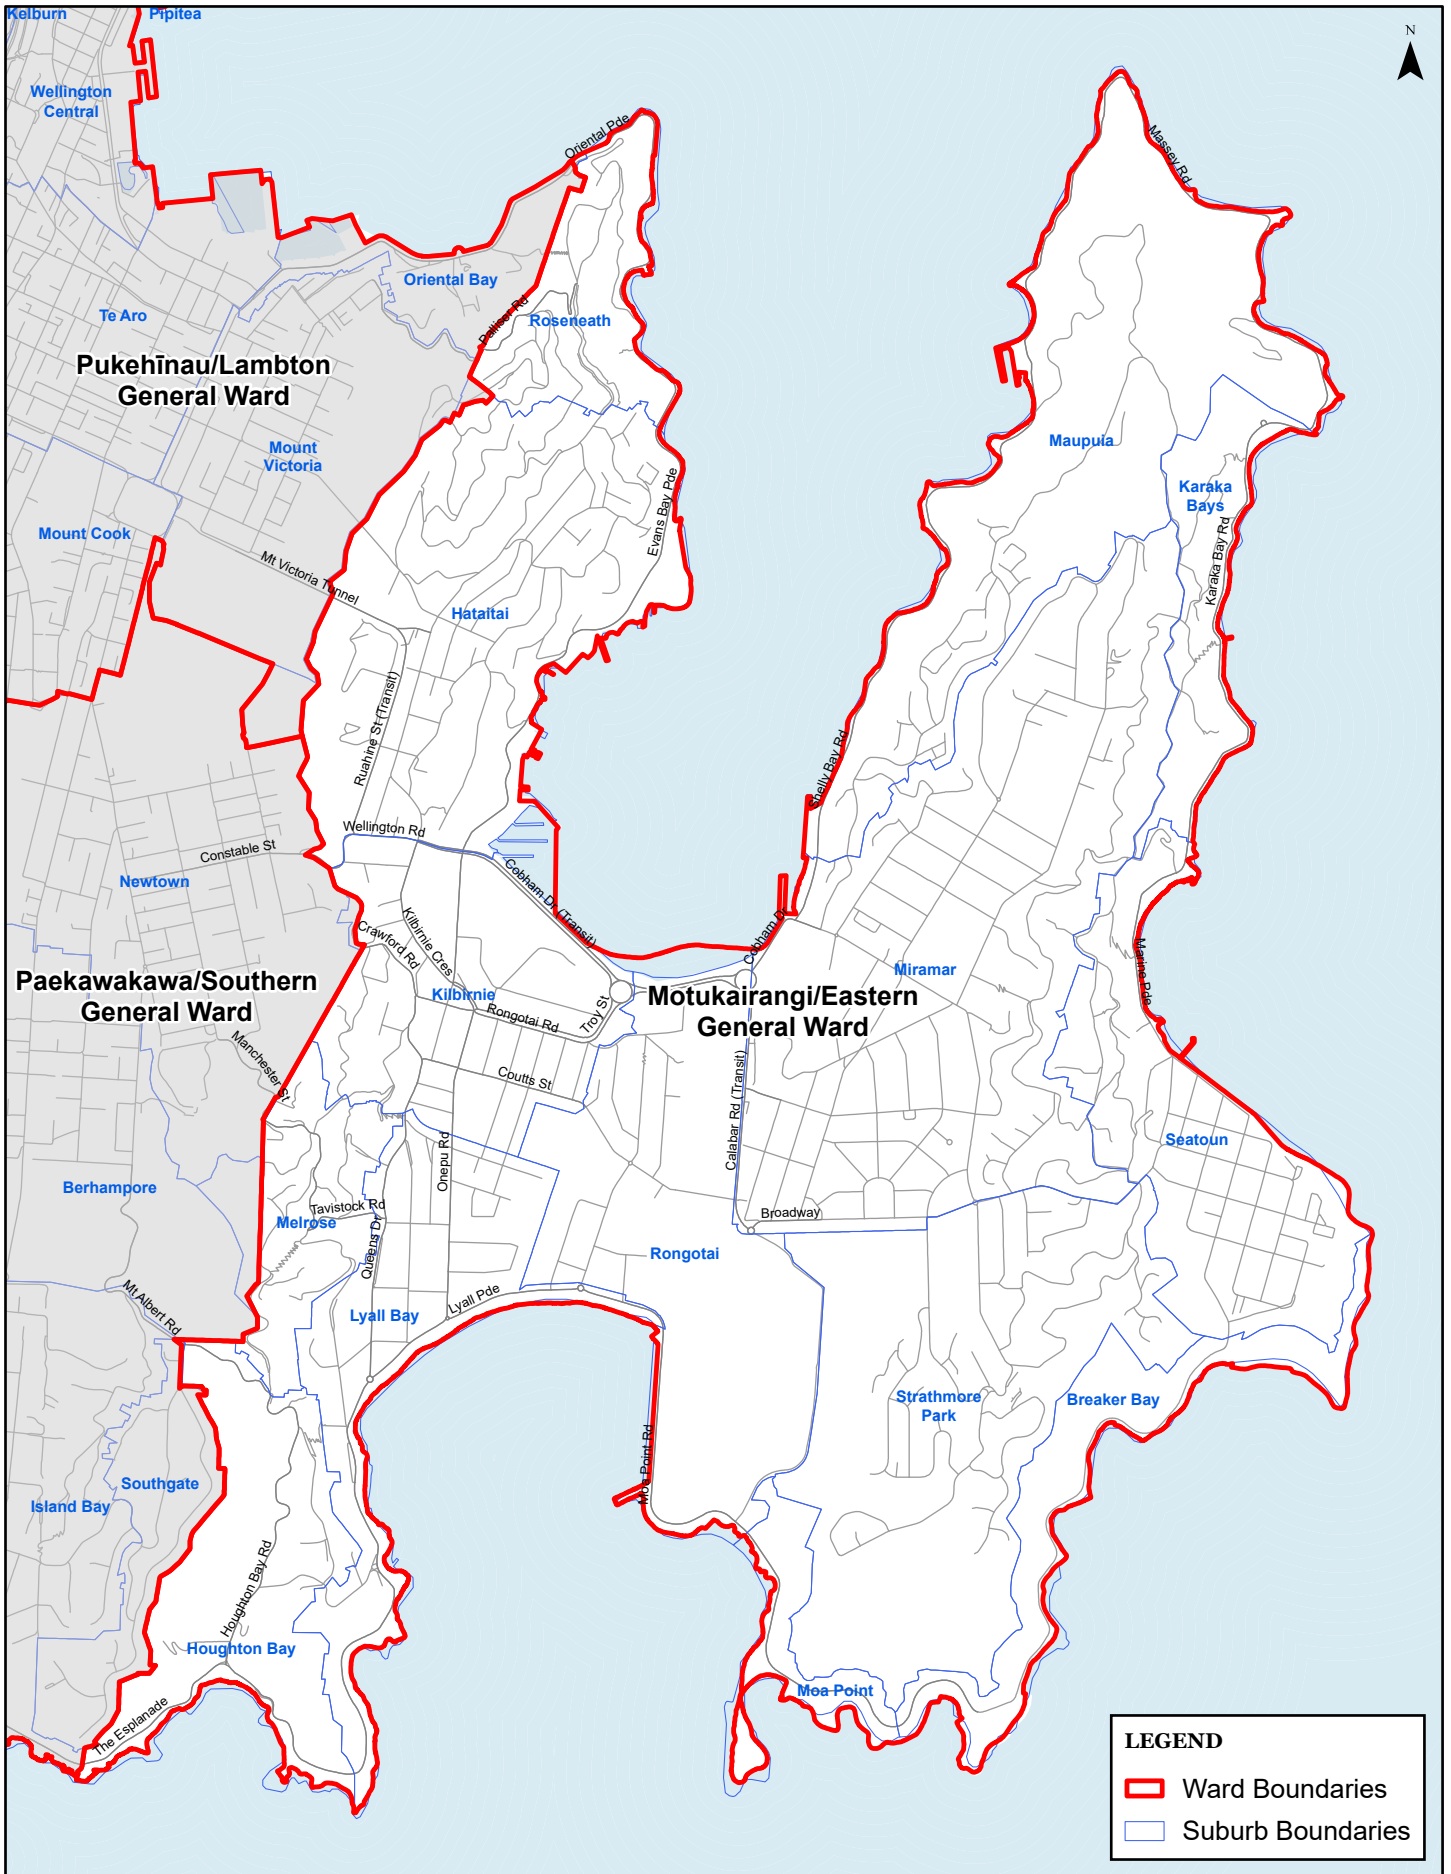 Kelburn
Pipitea
N
Wellington
Central
Oriental Pde
Massey Rd
Oriental Bay
Te Aro
Palliser Rd
Roseneath
Pukehīnau/Lambton
General Ward
Mount
Victoria
Maupuia
Karaka
Bays
Mount Cook
Evans Bay Pde
Karaka Bay Rd
Mt Victoria Tunnel
Hataitai
Ruahine St (Transit)
Shelly Bay Rd
Wellington Rd
Constable St
Newtown
Cobham Dr (Transit)
Kilbirnie Cres
Crawford Rd
Cobham Dr
Marine Pde
Miramar
Paekawakawa/Southern
General Ward
Kilbirnie
Motukairangi/Eastern
General Ward
Rongotai Rd
Troy St
Manchester St
Coutts St
Calabar Rd (Transit)
Seatoun
Onepu Rd
Berhampore
Tavistock Rd
Melrose
Broadway
Queens Dr
Rongotai
Mt Albert Rd
Lyall Pde
Lyall Bay
Strathmore
Park
Breaker Bay
Moa Point Rd
Southgate
Island Bay
Houghton Bay Rd
Houghton Bay
Moa Point
The Esplanade
LEGEND
Ward Boundaries
Suburb Boundaries